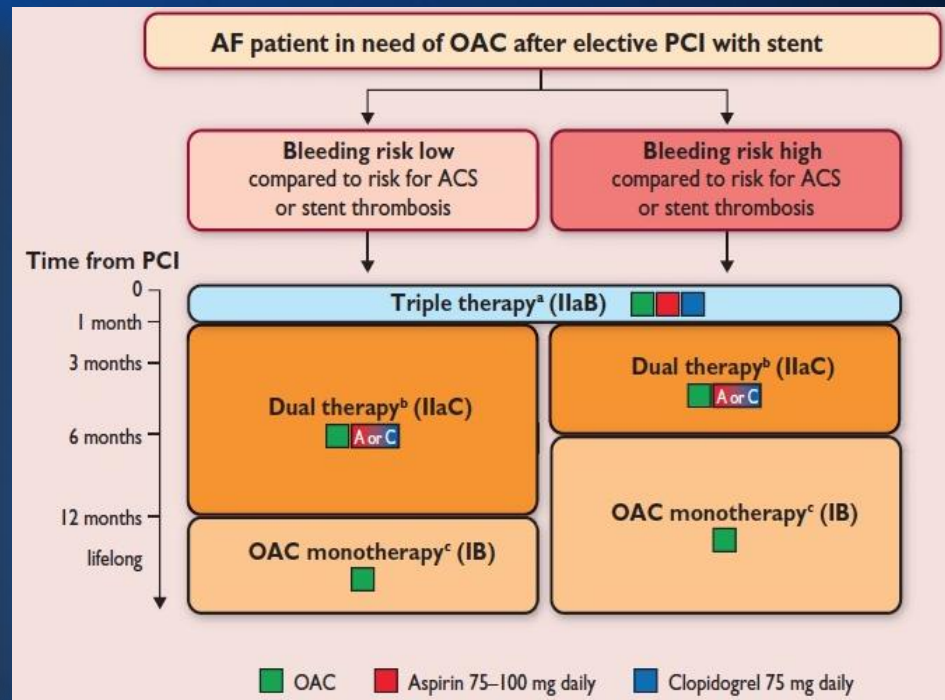 AF patient in need of OAC after elective PCI with stent
Bleeding risk low
compared to risk for ACS
or stent thrombosis
Bleeding risk high
compared to risk for ACS
or stent thrombosis
Time from PCI
0
1 month
3 months
6 months
12 months
lifelong
Triple therapyᵃ (IIaB)
Dual therapyᵇ (IIaC)
A or C
Dual therapyᵇ (IIaC)
A or C
OAC monotherapyᶜ (IB)
OAC monotherapyᶜ (IB)
OAC Aspirin 75–100 mg daily Clopidogrel 75 mg daily